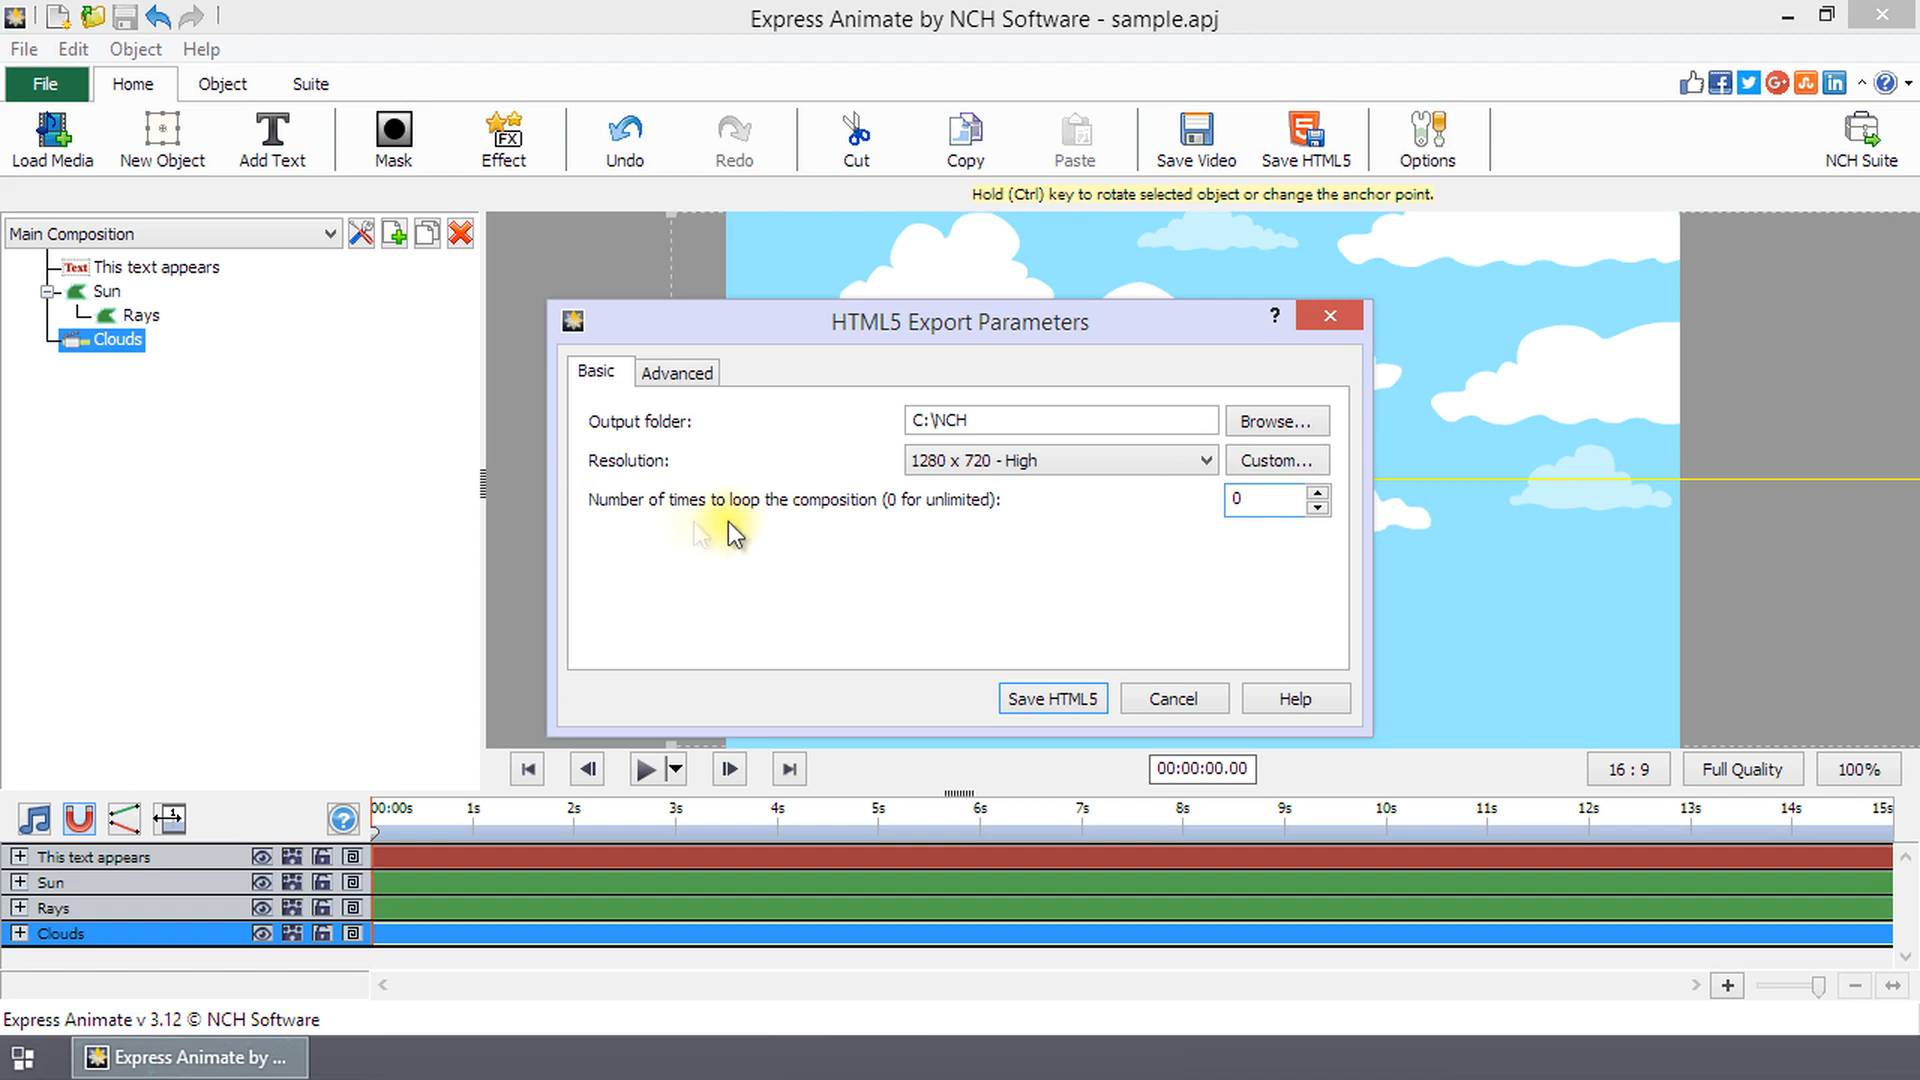 Express Animate by NCH Software - sample.apj
File Edit Object Help
File Home Object Suite
Load Media New Object Add Text Mask Effect Undo Redo Cut Copy Paste Save Video Save HTML5 Options NCH Suite
Hold (Ctrl) key to rotate selected object or change the anchor point.
Main Composition
Text This text appears
Sun
Rays
Clouds
HTML5 Export Parameters
Basic Advanced
Output folder: C:\NCH Browse...
Resolution: 1280 x 720 - High Custom...
Number of times to loop the composition (0 for unlimited): 0
Save HTML5 Cancel Help
00:00:00.00 16 : 9 Full Quality 100%
00:00s 1s 2s 3s 4s 5s 6s 7s 8s 9s 10s 11s 12s 13s 14s 15s
This text appears
Sun
Rays
Clouds
Express Animate v 3.12 © NCH Software
Express Animate by ...